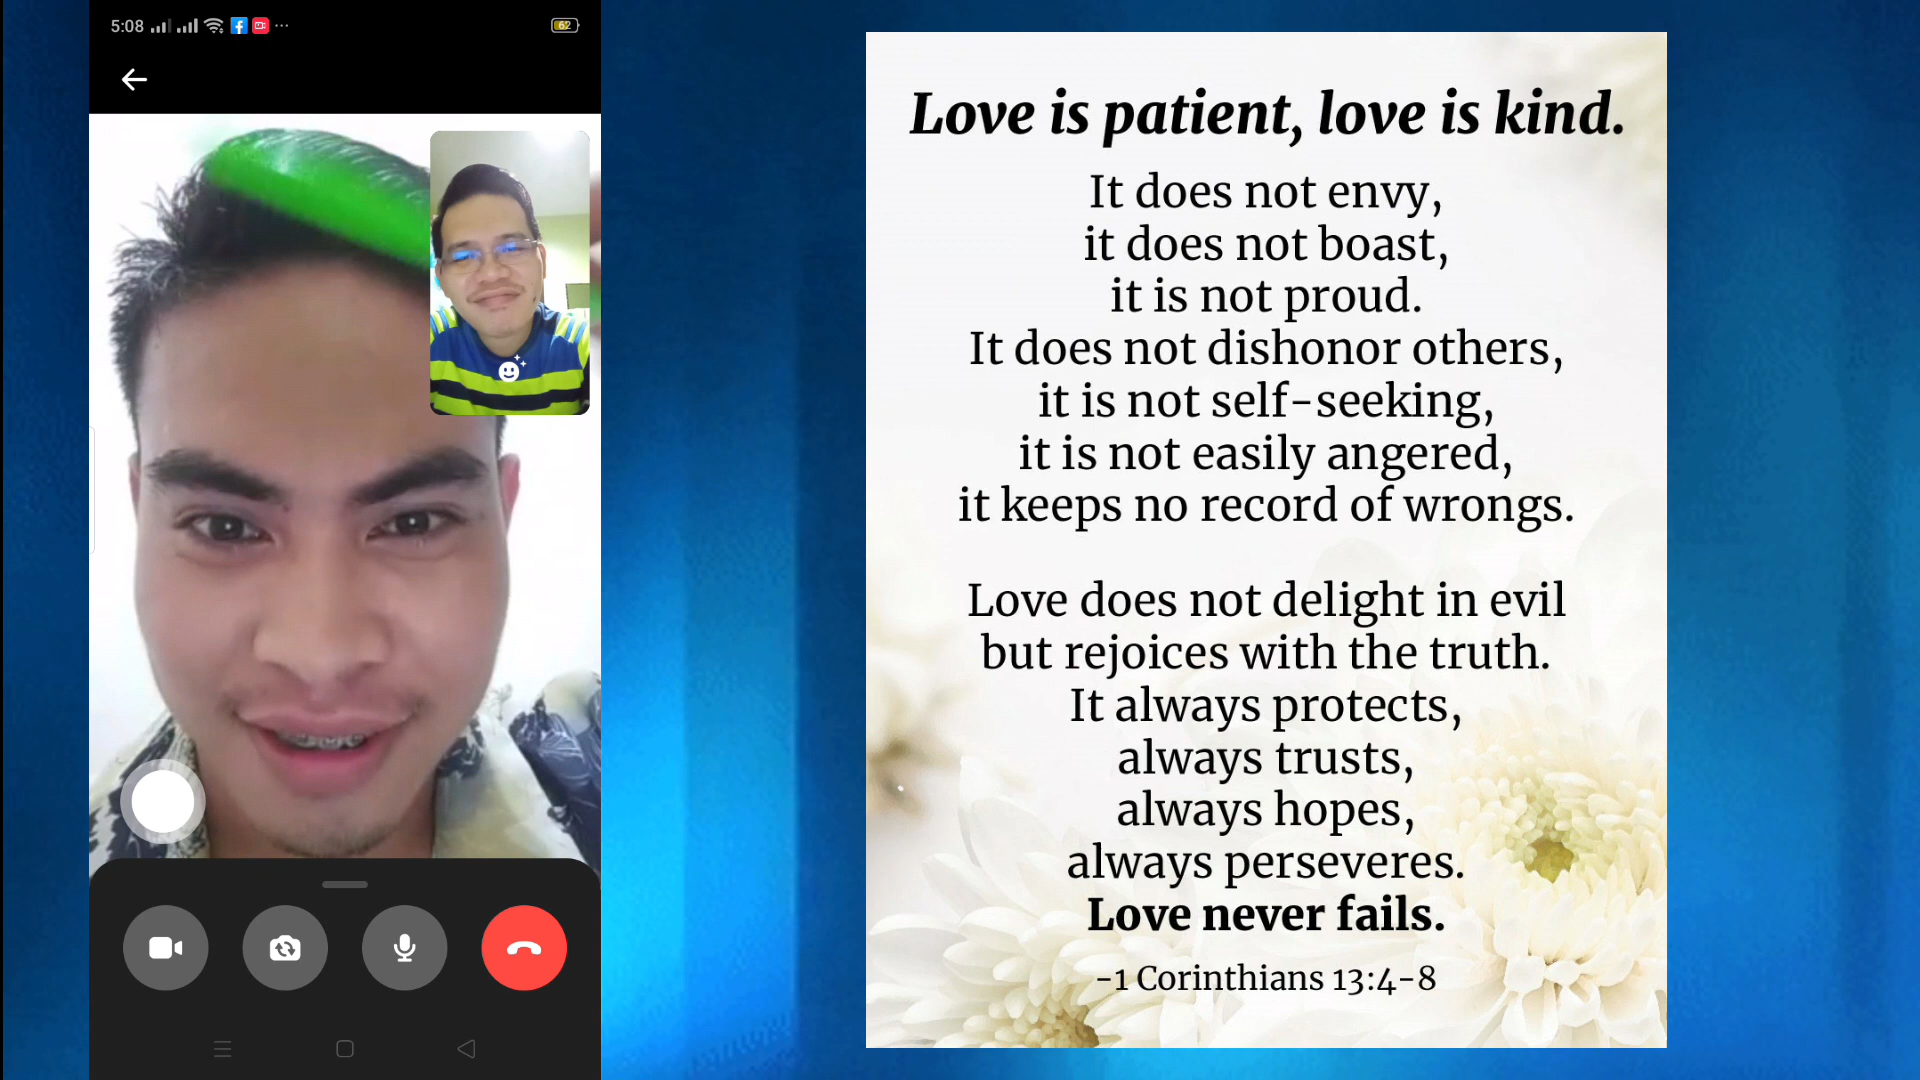 5:08
62
Love is patient, love is kind.
It does not envy,
it does not boast,
it is not proud.
It does not dishonor others,
it is not self-seeking,
it is not easily angered,
it keeps no record of wrongs.
Love does not delight in evil
but rejoices with the truth.
It always protects,
always trusts,
always hopes,
always perseveres.
Love never fails.
-1 Corinthians 13:4-8